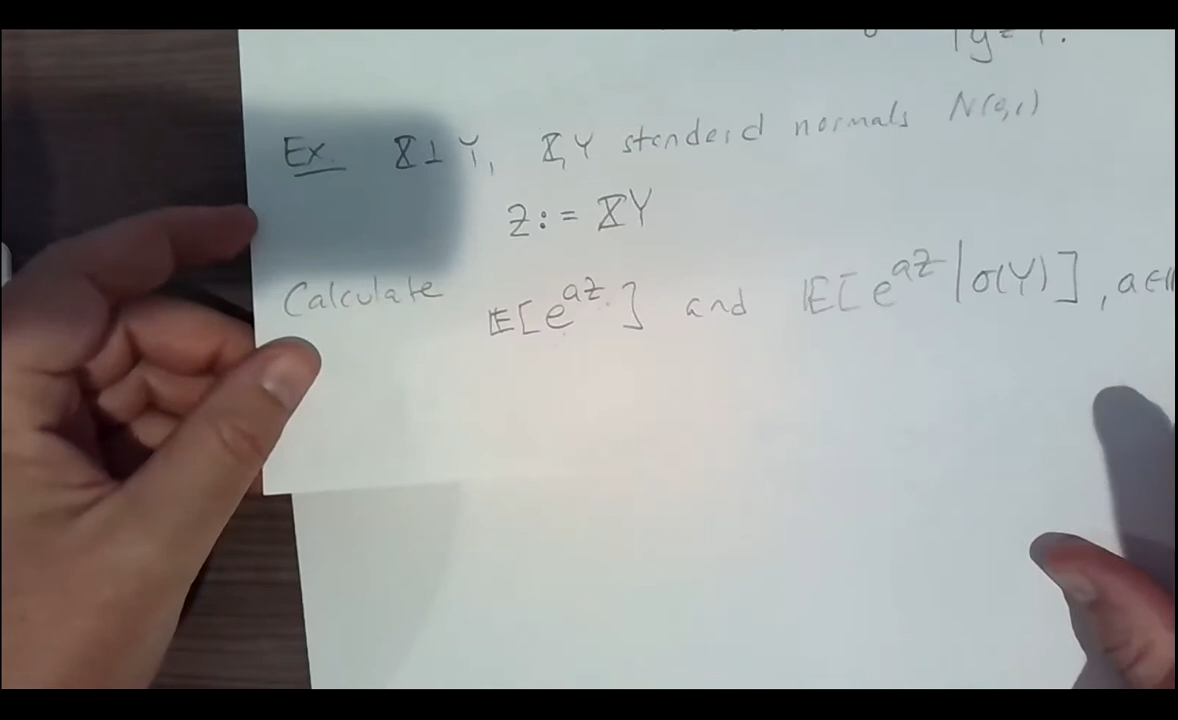 Ex. X⊥Y, X,Y standard normals N(0,1)
Z := XY
Calculate E[e^{aZ}] and E[e^{aZ}|σ(Y)], a∈